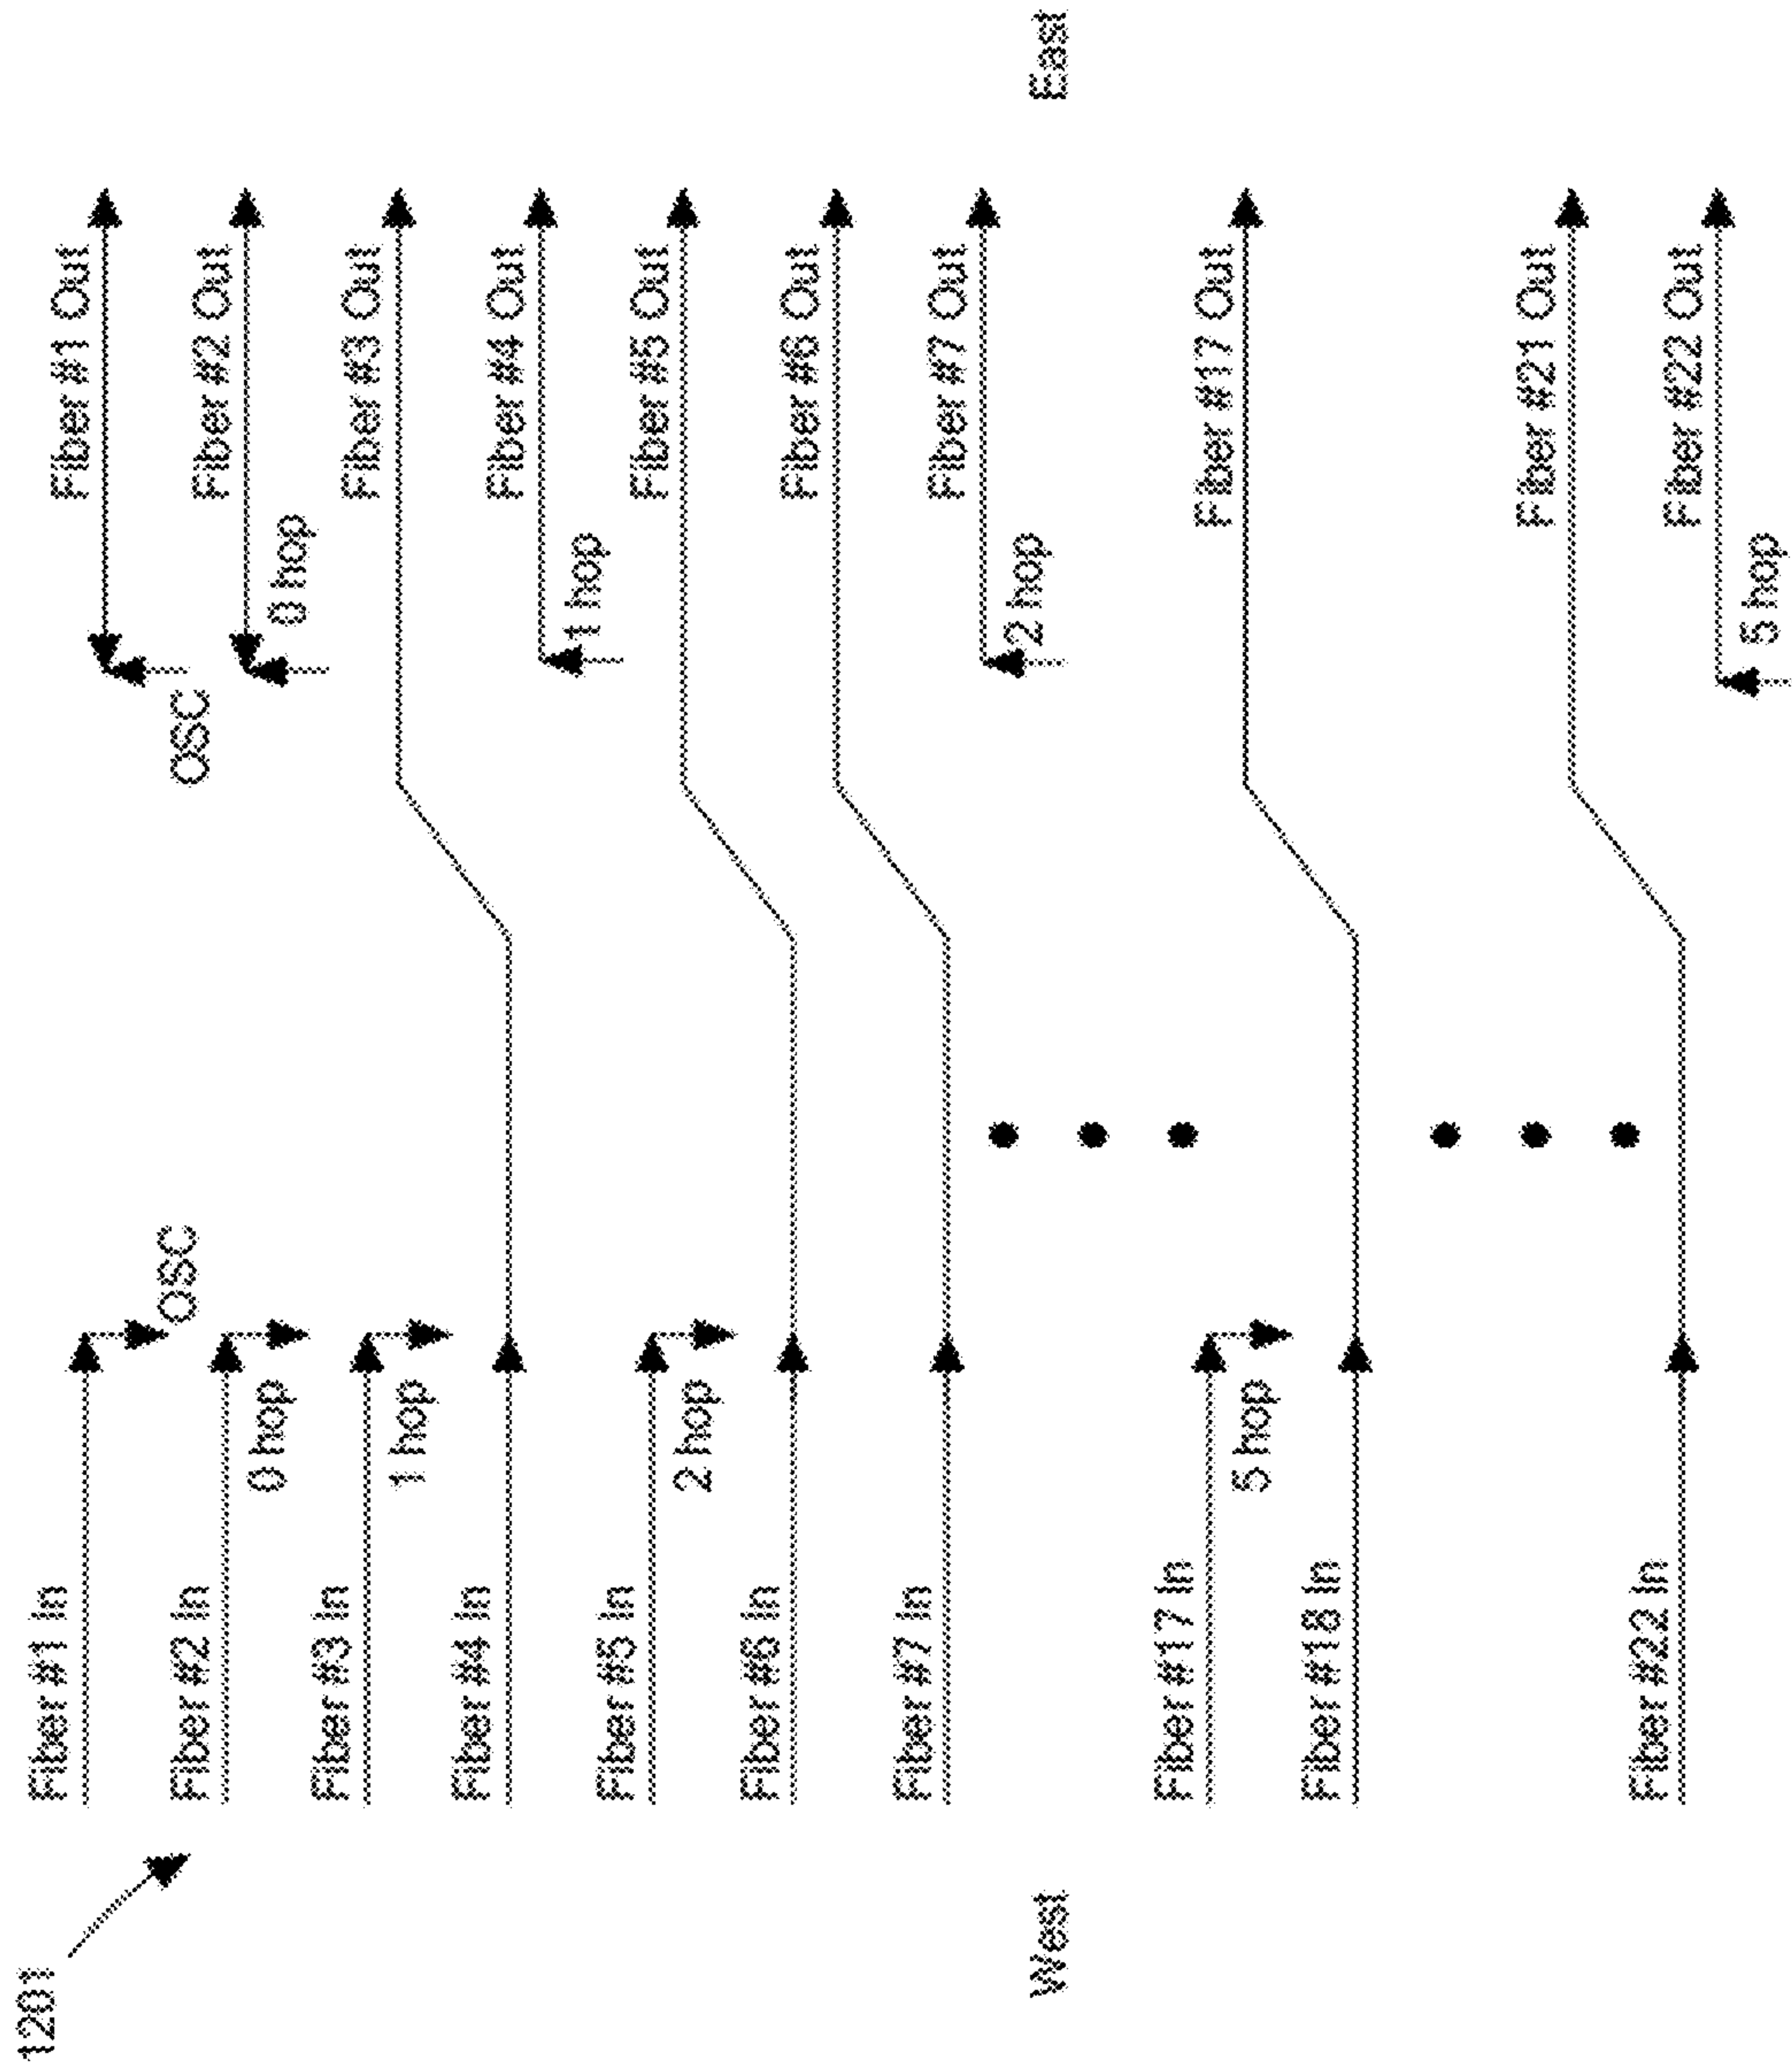 1201
West
East
Fiber #1 In
OSC
Fiber #2 In
0 hop
Fiber #3 In
1 hop
Fiber #4 In
Fiber #5 In
2 hop
Fiber #6 In
Fiber #7 In
Fiber #17 In
5 hop
Fiber #18 In
Fiber #22 In
Fiber #1 Out
OSC
Fiber #2 Out
0 hop
Fiber #3 Out
Fiber #4 Out
1 hop
Fiber #5 Out
Fiber #6 Out
Fiber #7 Out
2 hop
Fiber #17 Out
Fiber #21 Out
Fiber #22 Out
5 hop